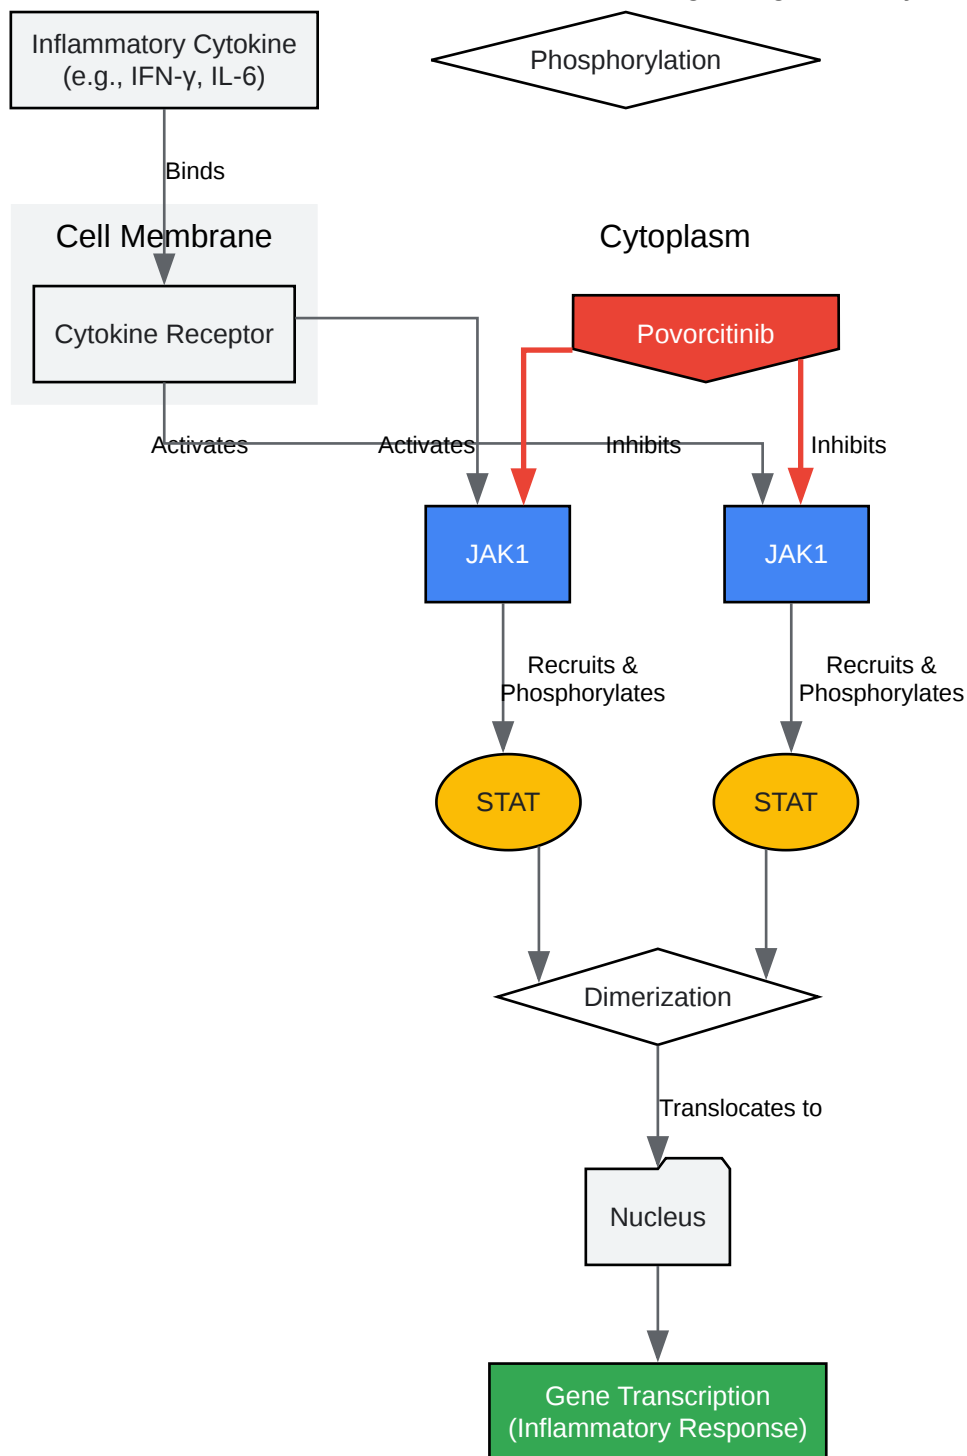 Inflammatory Cytokine
(e.g., IFN-γ, IL-6)
Phosphorylation
Binds
Cell Membrane
Cytoplasm
Cytokine Receptor
Povorcitinib
Activates
Activates
Inhibits
Inhibits
JAK1
JAK1
Recruits &
Phosphorylates
Recruits &
Phosphorylates
STAT
STAT
Dimerization
Translocates to
Nucleus
Gene Transcription
(Inflammatory Response)